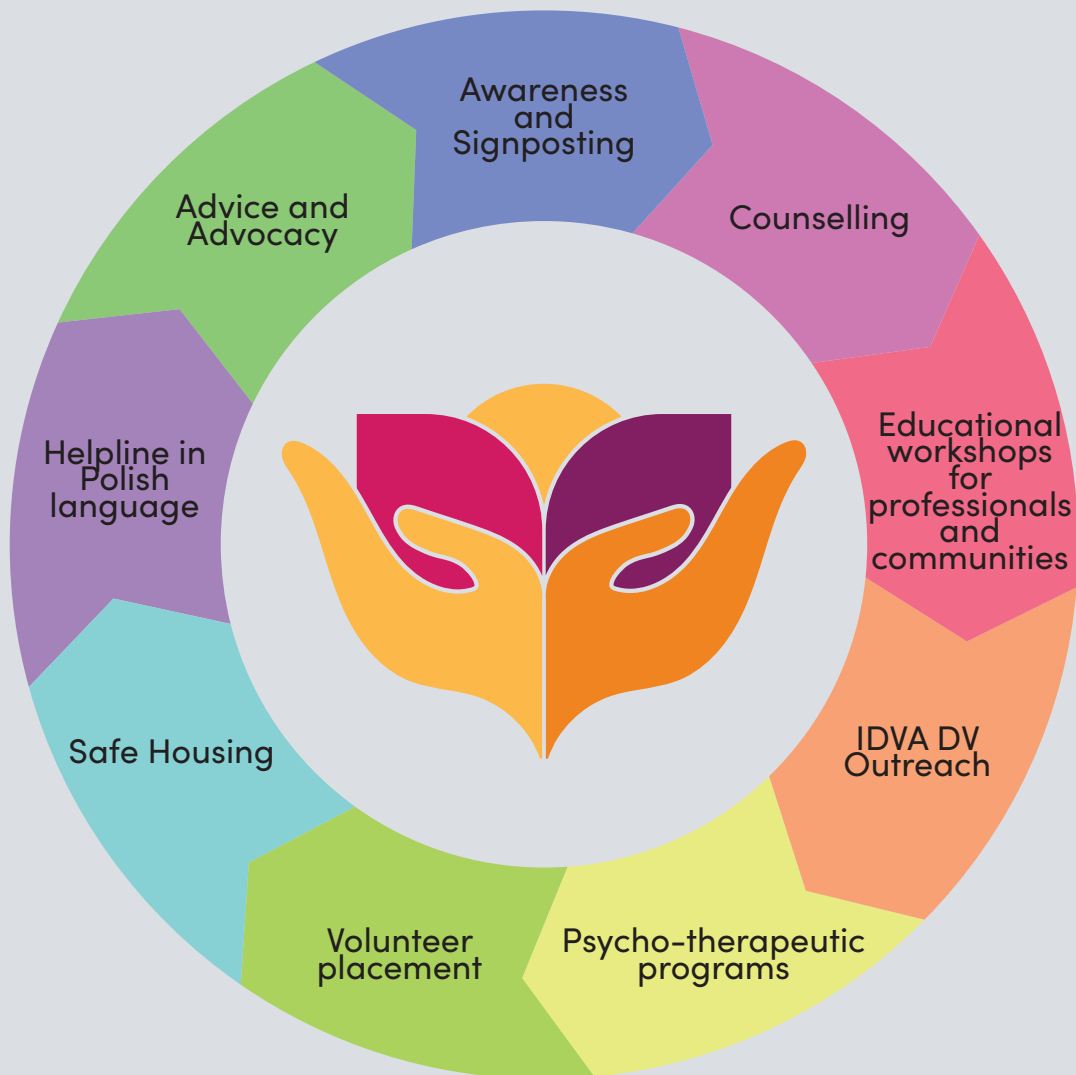 Awareness
and
Signposting
Counselling
Educational
workshops
for
professionals
and
communities
IDVA DV
Outreach
Psycho-therapeutic
programs
Volunteer
placement
Safe Housing
Helpline in
Polish
language
Advice and
Advocacy